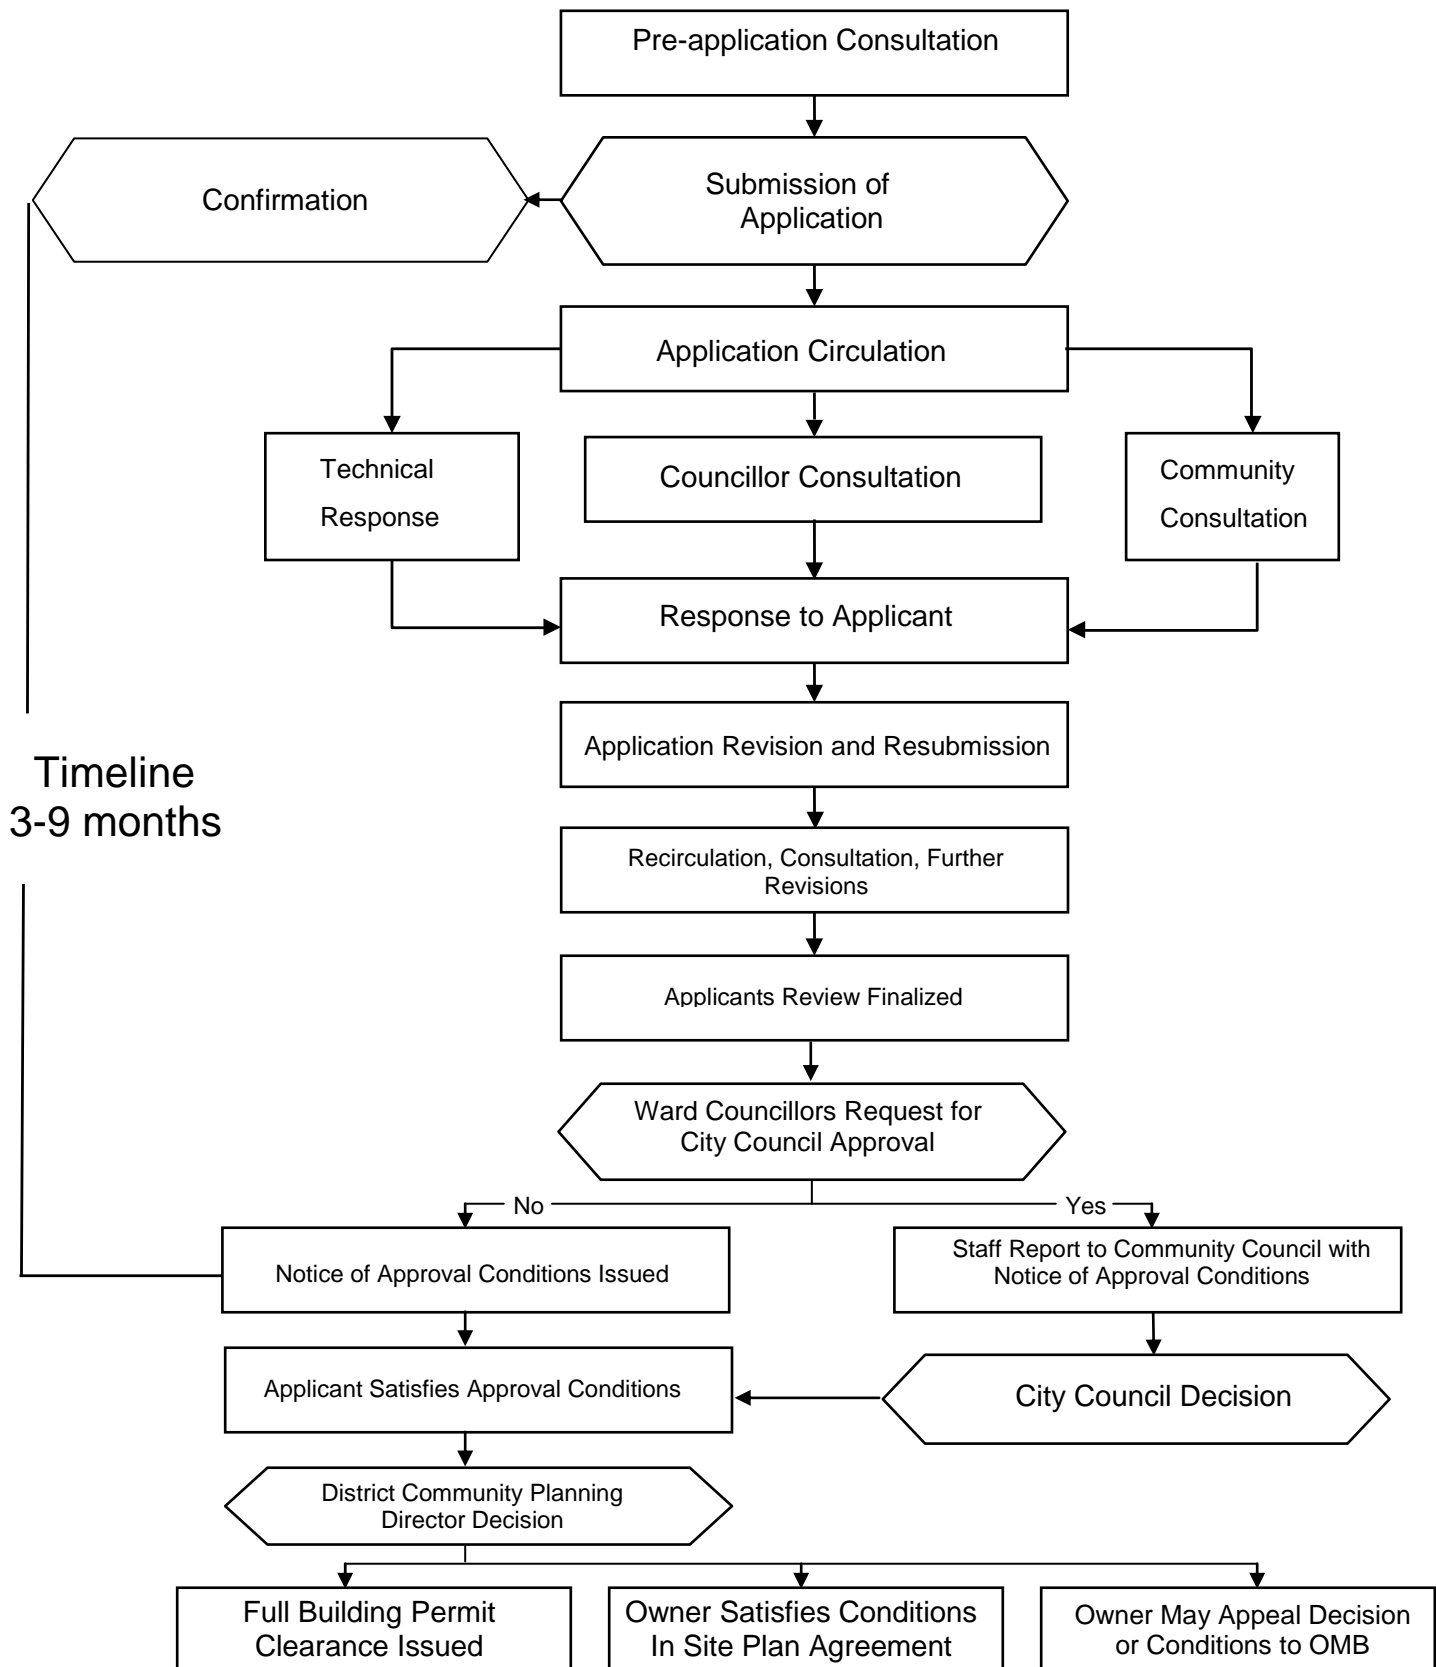 Pre-application Consultation
Confirmation
Submission of
Application
Application Circulation
Technical
Response
Councillor Consultation
Community
Consultation
Response to Applicant
Application Revision and Resubmission
Timeline
3-9 months
Recirculation, Consultation, Further
Revisions
Applicants Review Finalized
Ward Councillors Request for
City Council Approval
No
Yes
Notice of Approval Conditions Issued
Staff Report to Community Council with
Notice of Approval Conditions
Applicant Satisfies Approval Conditions
City Council Decision
District Community Planning
Director Decision
Full Building Permit
Clearance Issued
Owner Satisfies Conditions
In Site Plan Agreement
Owner May Appeal Decision
or Conditions to OMB